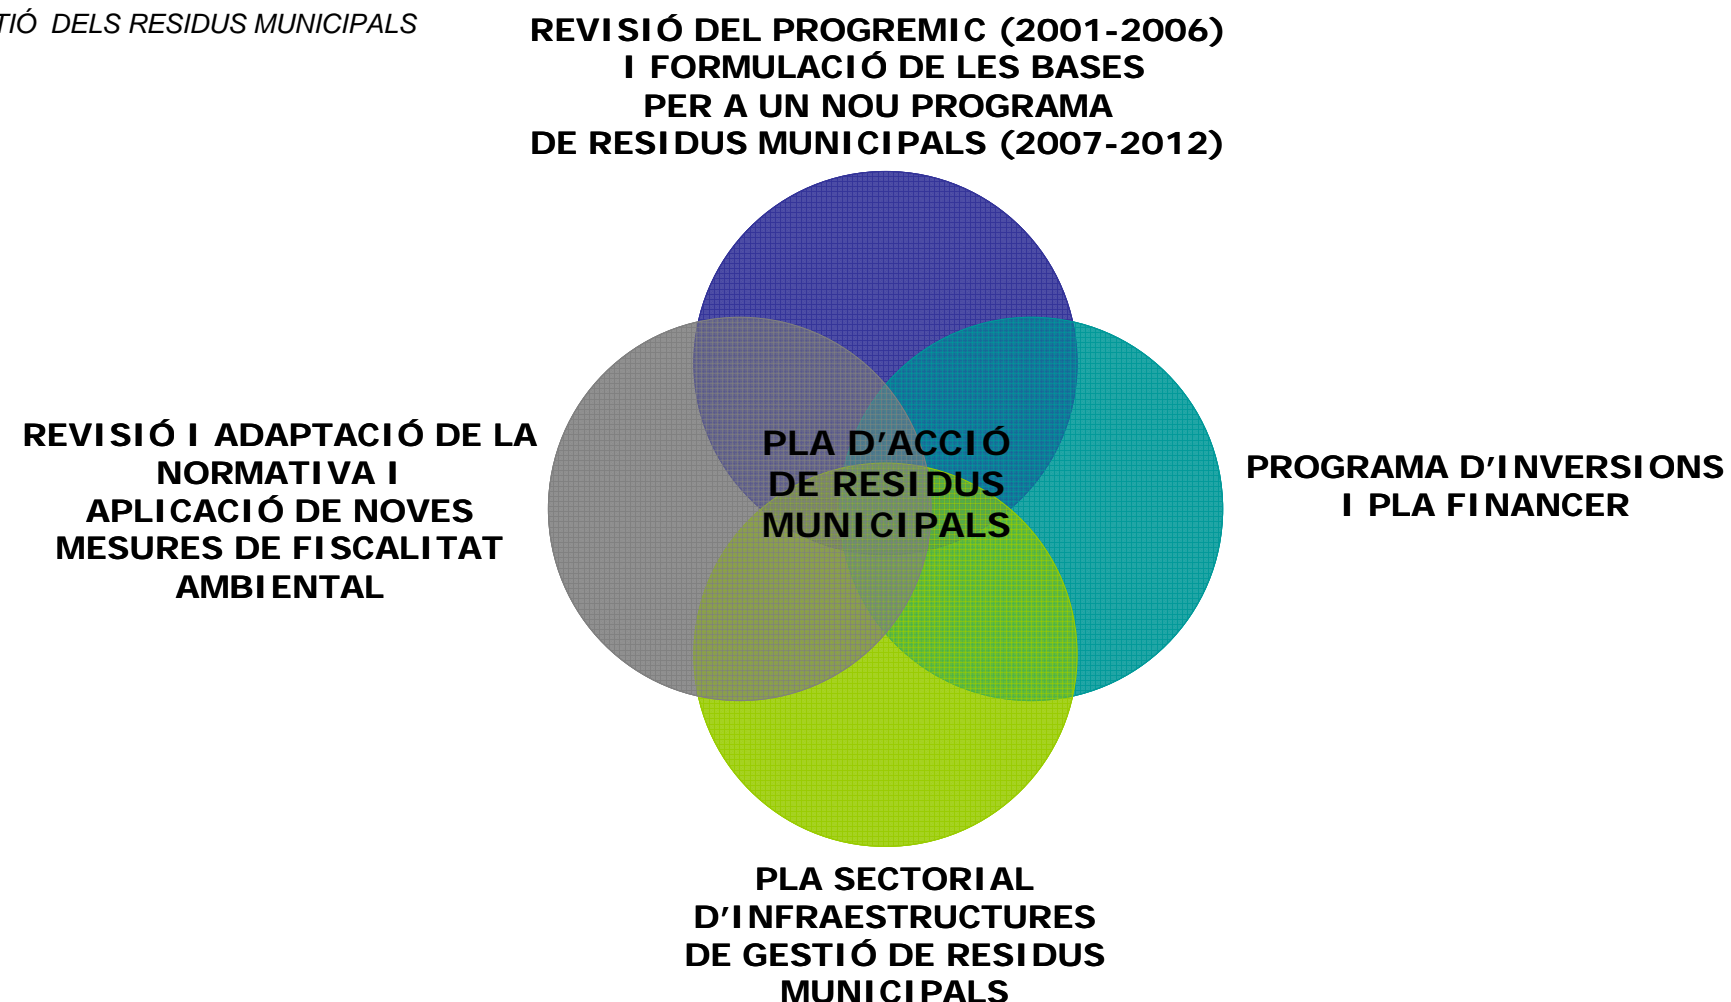 DELS RESIDUS MUNICIPALS
REVISIÓ DEL PROGREMIC (2001-2006)
I FORMULACIÓ DE LES BASES
PER A UN NOU PROGRAMA
DE RESIDUS MUNICIPALS (2007-2012)
REVISIÓ I ADAPTACIÓ DE LA
NORMATIVA I
APLICACIÓ DE NOVES
MESURES DE FISCALITAT
AMBIENTAL
PLA D'ACCIÓ
DE RESIDUS
MUNICIPALS
PROGRAMA D'INVERSIONS
I PLA FINANCER
PLA SECTORIAL
D'INFRAESTRUCTURES
DE GESTIÓ DE RESIDUS
MUNICIPALS